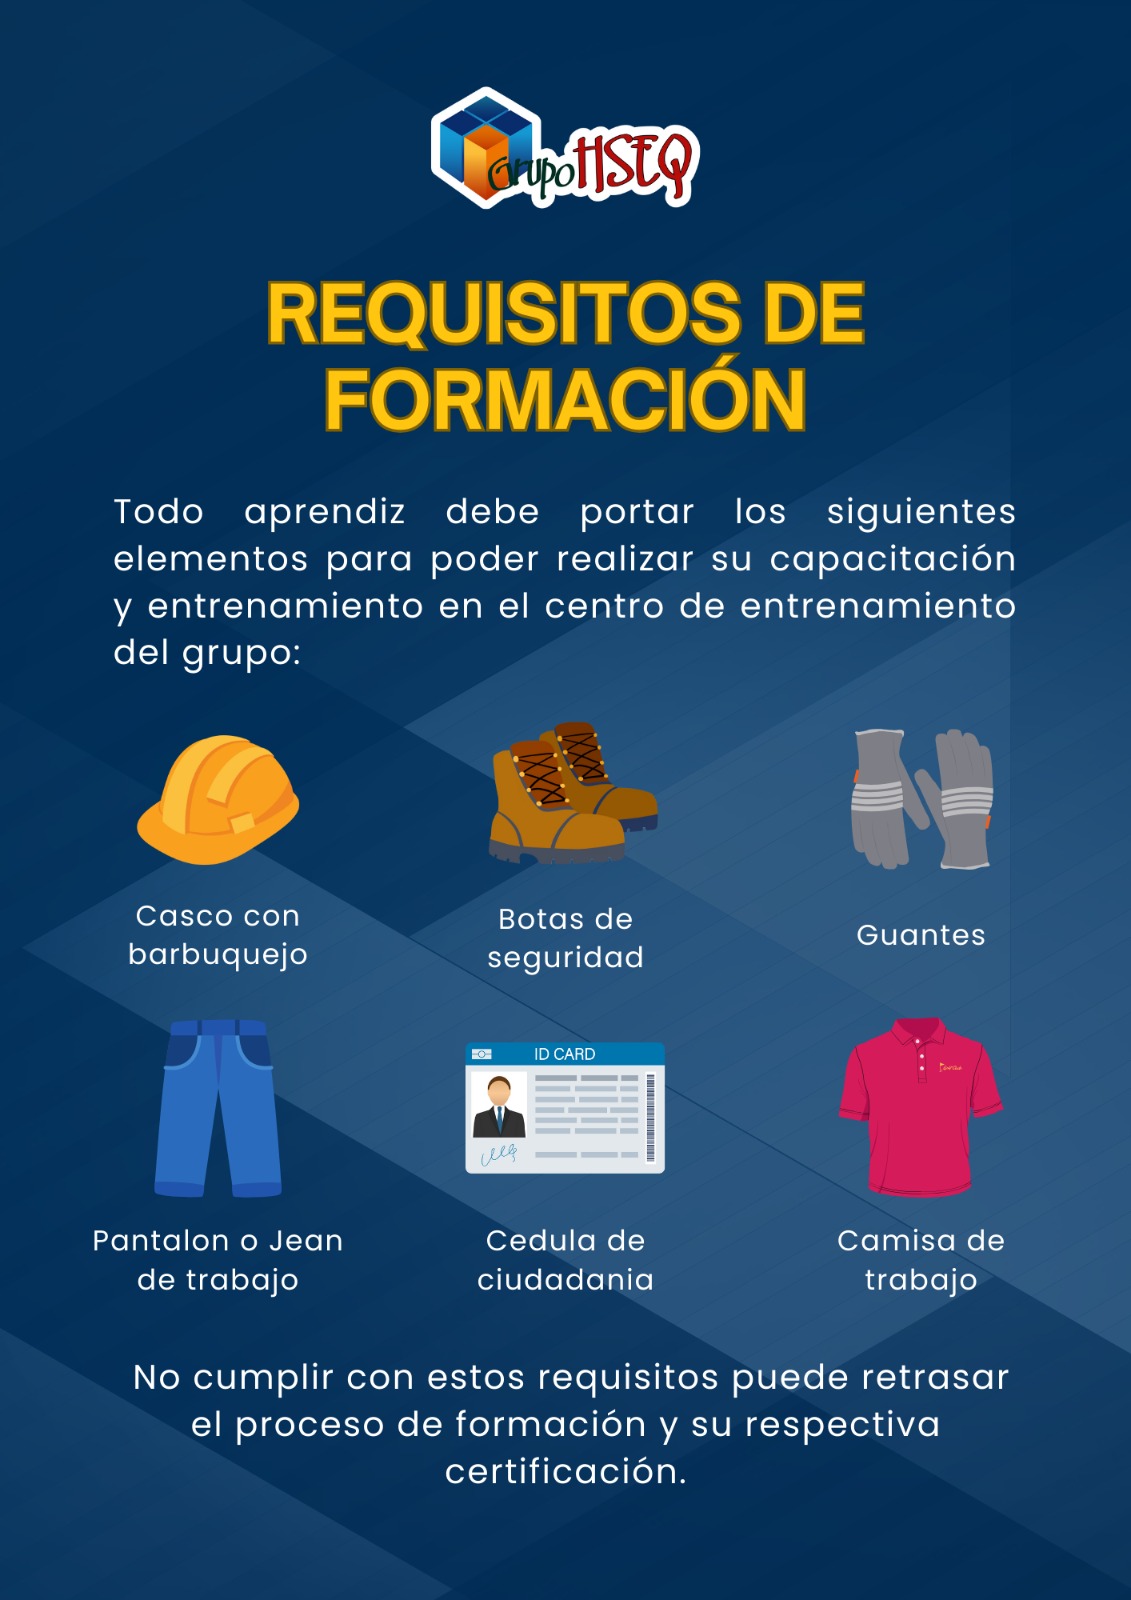 Grupo HSEQ
REQUISITOS DE
FORMACIÓN
Todo aprendiz debe portar los siguientes
elementos para poder realizar su capacitación
y entrenamiento en el centro de entrenamiento
del grupo:
Casco con
barbuquejo
Botas de
seguridad
Guantes
ID CARD
Pantalon o Jean
de trabajo
Cedula de
ciudadania
Camisa de
trabajo
No cumplir con estos requisitos puede retrasar
el proceso de formación y su respectiva
certificación.